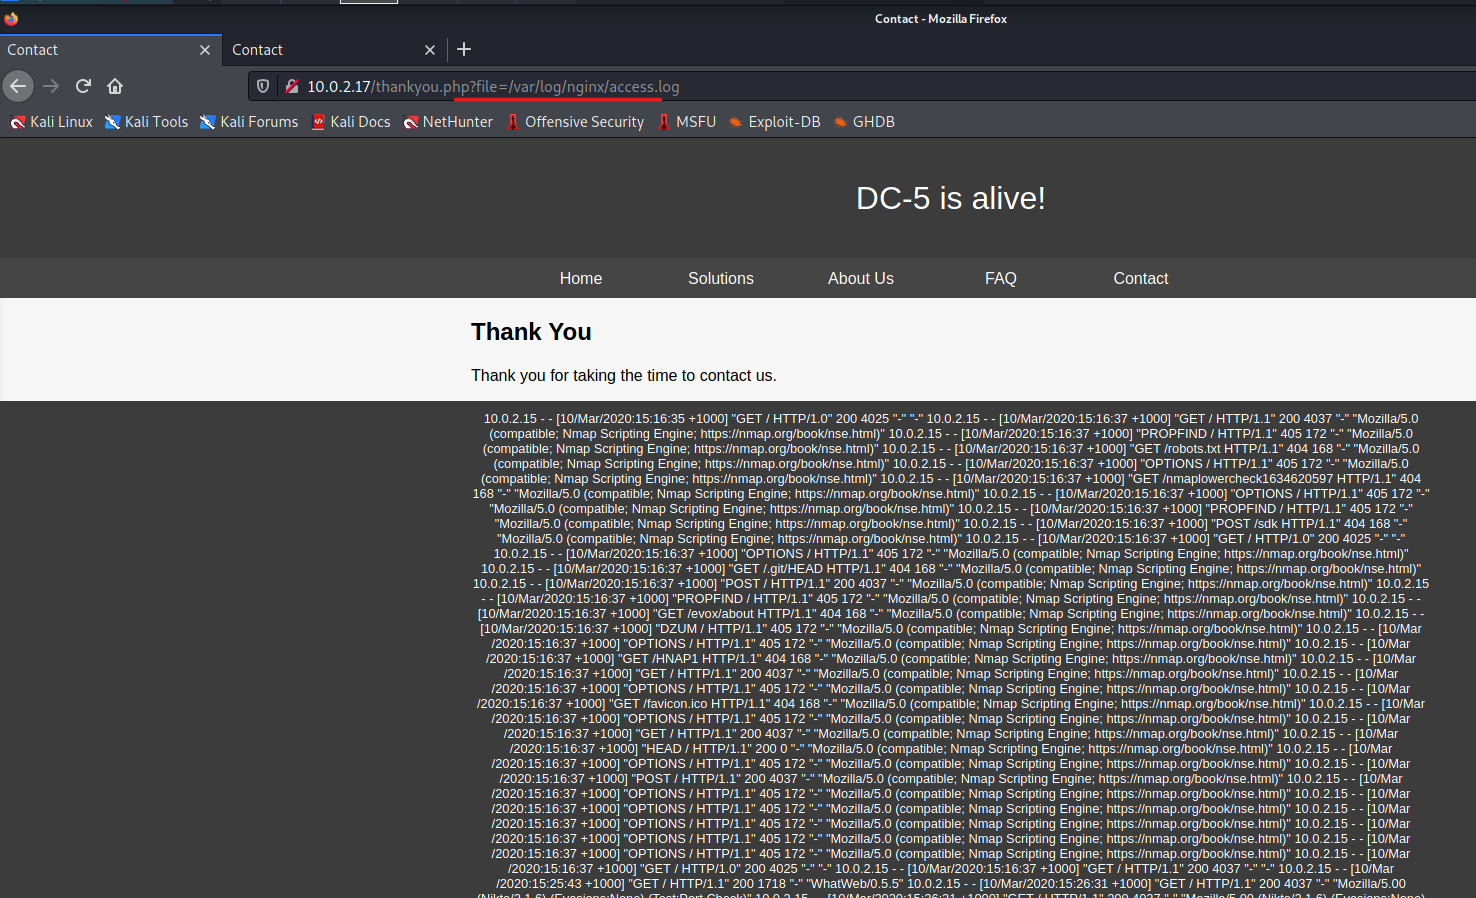 Contact - Mozilla Firefox
Contact
Contact
10.0.2.17/thankyou.php?file=/var/log/nginx/access.log
Kali Linux Kali Tools Kali Forums Kali Docs NetHunter Offensive Security MSFU Exploit-DB GHDB
DC-5 is alive!
Home Solutions About Us FAQ Contact
Thank You
Thank you for taking the time to contact us.
10.0.2.15 - - [10/Mar/2020:15:16:35 +1000] "GET / HTTP/1.0" 200 4025 "-" "-" 10.0.2.15 - - [10/Mar/2020:15:16:37 +1000] "GET / HTTP/1.1" 200 4037 "-" "Mozilla/5.0
(compatible; Nmap Scripting Engine; https://nmap.org/book/nse.html)" 10.0.2.15 - - [10/Mar/2020:15:16:37 +1000] "PROPFIND / HTTP/1.1" 405 172 "-" "Mozilla/5.0
(compatible; Nmap Scripting Engine; https://nmap.org/book/nse.html)" 10.0.2.15 - - [10/Mar/2020:15:16:37 +1000] "GET /robots.txt HTTP/1.1" 404 168 "-" "Mozilla/5.0
(compatible; Nmap Scripting Engine; https://nmap.org/book/nse.html)" 10.0.2.15 - - [10/Mar/2020:15:16:37 +1000] "OPTIONS / HTTP/1.1" 405 172 "-" "Mozilla/5.0
(compatible; Nmap Scripting Engine; https://nmap.org/book/nse.html)" 10.0.2.15 - - [10/Mar/2020:15:16:37 +1000] "GET /nmaplowercheck1634620597 HTTP/1.1" 404
168 "-" "Mozilla/5.0 (compatible; Nmap Scripting Engine; https://nmap.org/book/nse.html)" 10.0.2.15 - - [10/Mar/2020:15:16:37 +1000] "OPTIONS / HTTP/1.1" 405 172 "-"
"Mozilla/5.0 (compatible; Nmap Scripting Engine; https://nmap.org/book/nse.html)" 10.0.2.15 - - [10/Mar/2020:15:16:37 +1000] "PROPFIND / HTTP/1.1" 405 172 "-"
"Mozilla/5.0 (compatible; Nmap Scripting Engine; https://nmap.org/book/nse.html)" 10.0.2.15 - - [10/Mar/2020:15:16:37 +1000] "POST /sdk HTTP/1.1" 404 168 "-"
"Mozilla/5.0 (compatible; Nmap Scripting Engine; https://nmap.org/book/nse.html)" 10.0.2.15 - - [10/Mar/2020:15:16:37 +1000] "GET / HTTP/1.0" 200 4025 "-" "-"
10.0.2.15 - - [10/Mar/2020:15:16:37 +1000] "OPTIONS / HTTP/1.1" 405 172 "-" "Mozilla/5.0 (compatible; Nmap Scripting Engine; https://nmap.org/book/nse.html)"
10.0.2.15 - - [10/Mar/2020:15:16:37 +1000] "GET /.git/HEAD HTTP/1.1" 404 168 "-" "Mozilla/5.0 (compatible; Nmap Scripting Engine; https://nmap.org/book/nse.html)"
10.0.2.15 - - [10/Mar/2020:15:16:37 +1000] "POST / HTTP/1.1" 200 4037 "-" "Mozilla/5.0 (compatible; Nmap Scripting Engine; https://nmap.org/book/nse.html)" 10.0.2.15
- - [10/Mar/2020:15:16:37 +1000] "PROPFIND / HTTP/1.1" 405 172 "-" "Mozilla/5.0 (compatible; Nmap Scripting Engine; https://nmap.org/book/nse.html)" 10.0.2.15 - -
[10/Mar/2020:15:16:37 +1000] "GET /evox/about HTTP/1.1" 404 168 "-" "Mozilla/5.0 (compatible; Nmap Scripting Engine; https://nmap.org/book/nse.html)" 10.0.2.15 - -
[10/Mar/2020:15:16:37 +1000] "DZUM / HTTP/1.1" 405 172 "-" "Mozilla/5.0 (compatible; Nmap Scripting Engine; https://nmap.org/book/nse.html)" 10.0.2.15 - - [10/Mar
/2020:15:16:37 +1000] "OPTIONS / HTTP/1.1" 405 172 "-" "Mozilla/5.0 (compatible; Nmap Scripting Engine; https://nmap.org/book/nse.html)" 10.0.2.15 - - [10/Mar
/2020:15:16:37 +1000] "GET /HNAP1 HTTP/1.1" 404 168 "-" "Mozilla/5.0 (compatible; Nmap Scripting Engine; https://nmap.org/book/nse.html)" 10.0.2.15 - - [10/Mar
/2020:15:16:37 +1000] "GET / HTTP/1.1" 200 4037 "-" "Mozilla/5.0 (compatible; Nmap Scripting Engine; https://nmap.org/book/nse.html)" 10.0.2.15 - - [10/Mar
/2020:15:16:37 +1000] "OPTIONS / HTTP/1.1" 405 172 "-" "Mozilla/5.0 (compatible; Nmap Scripting Engine; https://nmap.org/book/nse.html)" 10.0.2.15 - - [10/Mar
/2020:15:16:37 +1000] "GET /favicon.ico HTTP/1.1" 404 168 "-" "Mozilla/5.0 (compatible; Nmap Scripting Engine; https://nmap.org/book/nse.html)" 10.0.2.15 - - [10/Mar
/2020:15:16:37 +1000] "OPTIONS / HTTP/1.1" 405 172 "-" "Mozilla/5.0 (compatible; Nmap Scripting Engine; https://nmap.org/book/nse.html)" 10.0.2.15 - - [10/Mar
/2020:15:16:37 +1000] "GET / HTTP/1.1" 200 4037 "-" "Mozilla/5.0 (compatible; Nmap Scripting Engine; https://nmap.org/book/nse.html)" 10.0.2.15 - - [10/Mar
/2020:15:16:37 +1000] "HEAD / HTTP/1.1" 200 0 "-" "Mozilla/5.0 (compatible; Nmap Scripting Engine; https://nmap.org/book/nse.html)" 10.0.2.15 - - [10/Mar
/2020:15:16:37 +1000] "OPTIONS / HTTP/1.1" 405 172 "-" "Mozilla/5.0 (compatible; Nmap Scripting Engine; https://nmap.org/book/nse.html)" 10.0.2.15 - - [10/Mar
/2020:15:16:37 +1000] "POST / HTTP/1.1" 200 4037 "-" "Mozilla/5.0 (compatible; Nmap Scripting Engine; https://nmap.org/book/nse.html)" 10.0.2.15 - - [10/Mar
/2020:15:16:37 +1000] "OPTIONS / HTTP/1.1" 405 172 "-" "Mozilla/5.0 (compatible; Nmap Scripting Engine; https://nmap.org/book/nse.html)" 10.0.2.15 - - [10/Mar
/2020:15:16:37 +1000] "OPTIONS / HTTP/1.1" 405 172 "-" "Mozilla/5.0 (compatible; Nmap Scripting Engine; https://nmap.org/book/nse.html)" 10.0.2.15 - - [10/Mar
/2020:15:16:37 +1000] "OPTIONS / HTTP/1.1" 405 172 "-" "Mozilla/5.0 (compatible; Nmap Scripting Engine; https://nmap.org/book/nse.html)" 10.0.2.15 - - [10/Mar
/2020:15:16:37 +1000] "OPTIONS / HTTP/1.1" 405 172 "-" "Mozilla/5.0 (compatible; Nmap Scripting Engine; https://nmap.org/book/nse.html)" 10.0.2.15 - - [10/Mar
/2020:15:16:37 +1000] "OPTIONS / HTTP/1.1" 405 172 "-" "Mozilla/5.0 (compatible; Nmap Scripting Engine; https://nmap.org/book/nse.html)" 10.0.2.15 - - [10/Mar
/2020:15:16:37 +1000] "GET / HTTP/1.0" 200 4025 "-" "-" 10.0.2.15 - - [10/Mar/2020:15:16:37 +1000] "GET / HTTP/1.1" 200 4037 "-" "-" 10.0.2.15 - - [10/Mar
/2020:15:25:43 +1000] "GET / HTTP/1.1" 200 1718 "-" "WhatWeb/0.5.5" 10.0.2.15 - - [10/Mar/2020:15:26:31 +1000] "GET / HTTP/1.1" 200 4037 "-" "Mozilla/5.00